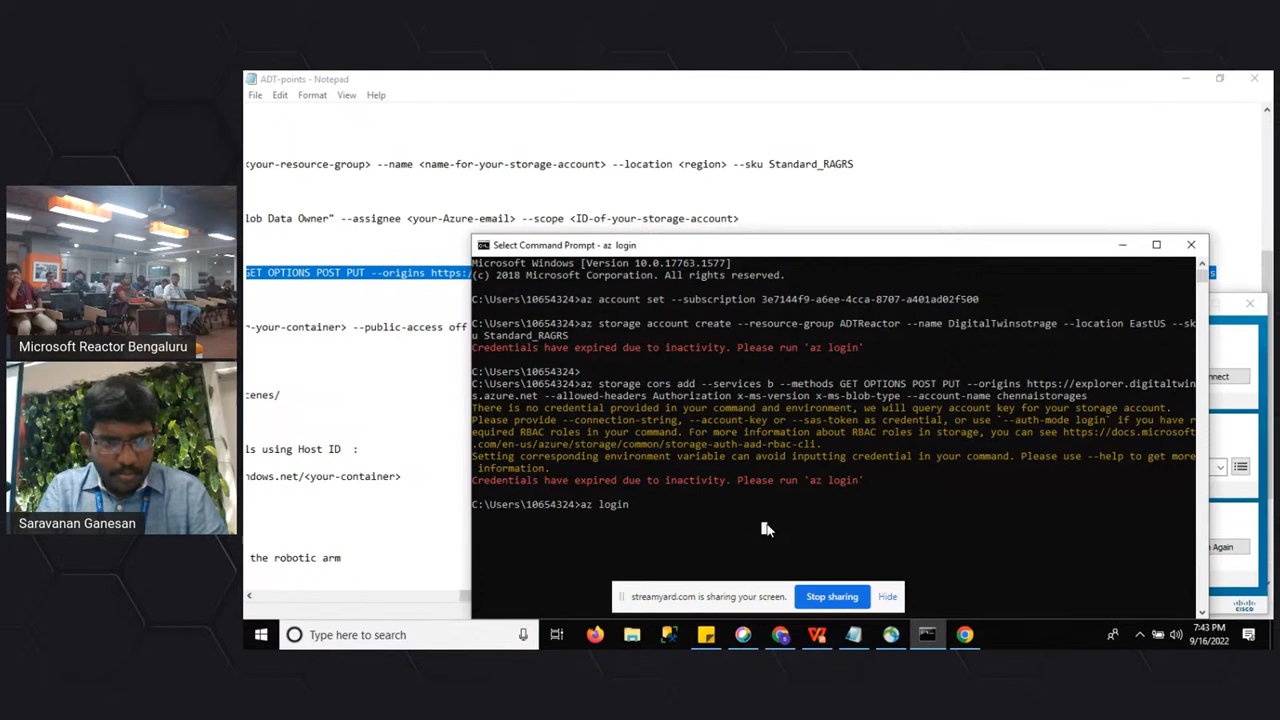 ADT-points - Notepad
File Edit Format View Help
<your-resource-group> --name <name-for-your-storage-account> --location <region> --sku Standard_RAGRS
lob Data Owner" --assignee <your-Azure-email> --scope <ID-of-your-storage-account>
GET OPTIONS POST PUT --origins https:/
-your-container> --public-access off
enes/
ls using Host ID :
ndows.net/<your-container>
the robotic arm
Select Command Prompt - az login
Microsoft Windows [Version 10.0.17763.1577]
(c) 2018 Microsoft Corporation. All rights reserved.
C:\Users\10654324>az account set --subscription 3e7144f9-a6ee-4cca-8707-a401ad02f500
C:\Users\10654324>az storage account create --resource-group ADTReactor --name DigitalTwinsotrage --location EastUS --sk
u Standard_RAGRS
Credentials have expired due to inactivity. Please run 'az login'
C:\Users\10654324>
C:\Users\10654324>az storage cors add --services b --methods GET OPTIONS POST PUT --origins https://explorer.digitaltwin
s.azure.net --allowed-headers Authorization x-ms-version x-ms-blob-type --account-name chennaistorages
There is no credential provided in your command and environment, we will query account key for your storage account.
Please provide --connection-string, --account-key or --sas-token as credential, or use `--auth-mode login` if you have r
equired RBAC roles in your commmand. For more information about RBAC roles in storage, you can see https://docs.microsoft
.com/en-us/azure/storage/common/storage-auth-aad-rbac-cli.
Setting corresponding environment variable can avoid inputting credential in your command. Please use --help to get more
information.
Credentials have expired due to inactivity. Please run 'az login'
C:\Users\10654324>az login
nnect
Again
CISCO
streamyard.com is sharing your screen. Stop sharing Hide
Microsoft Reactor Bengaluru
Saravanan Ganesan
Type here to search
7:43 PM
9/16/2022